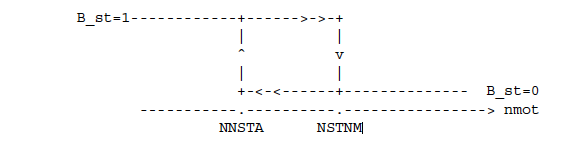 B_st=1-----------+------>->-+
|          |
^          v
|          |
+-<-<------+-------------- B_st=0
-----------.----------.---------------> nmot
NNSTA      NSTNM